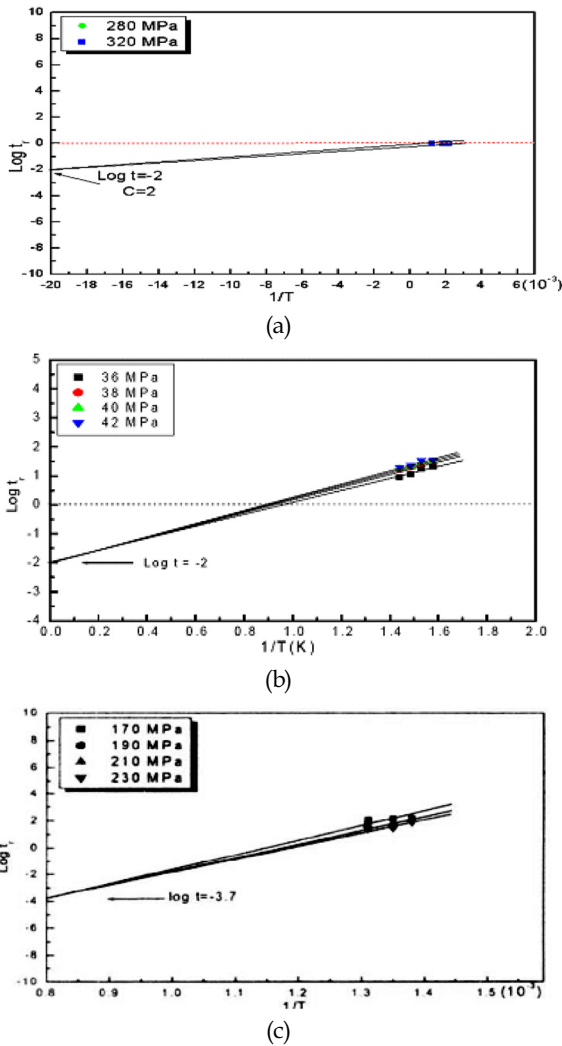 10
8
6
4
2
0
-2
-4
-6
-8
-10
280 MPa
320 MPa
Log tr
Log t=-2
C=2
-20 -18 -16 -14 -12 -10 -8 -6 -4 -2 0 2 4 6 (10-3)
1/T
(a)
5
4
3
2
1
0
-1
-2
-3
-4
36 MPa
38 MPa
40 MPa
42 MPa
Log tr
Log t = -2
0.0 0.2 0.4 0.6 0.8 1.0 1.2 1.4 1.6 1.8 2.0
1/T (K)
(b)
10
8
6
4
2
0
-2
-4
-6
-8
-10
170 MPa
190 MPa
210 MPa
230 MPa
Log tr
log t=-3.7
0.8 0.9 1.0 1.1 1.2 1.3 1.4 1.5 (10-3)
1/T
(c)